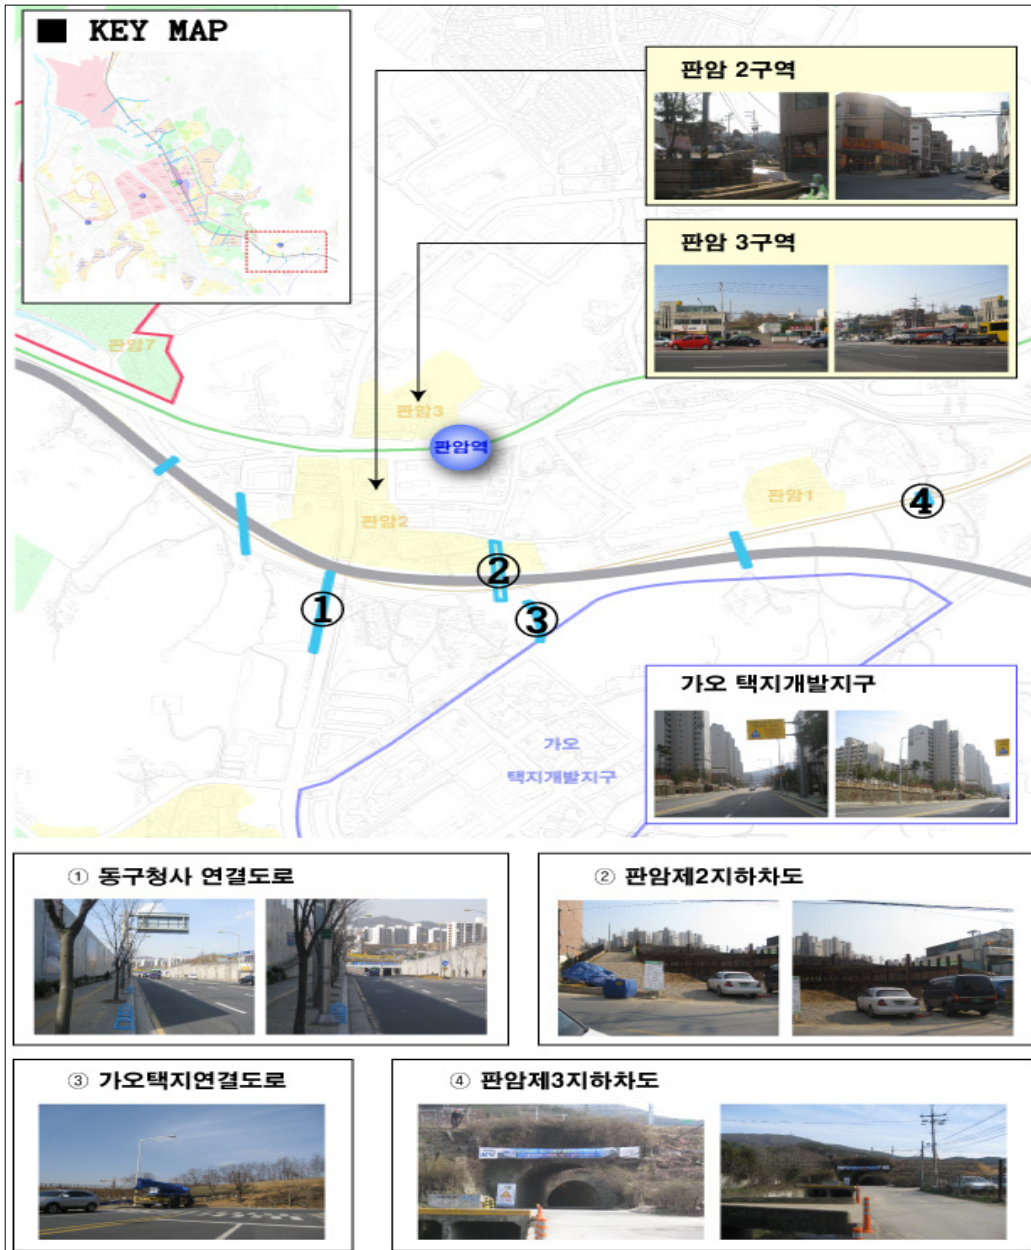 ■ KEY MAP
판암 2구역
판암 3구역
판암7
판암3
판암역
판암2
판암1
④
②
①
③
가오
택지개발지구
가오 택지개발지구
① 동구청사 연결도로
② 판암제2지하차도
③ 가오택지연결도로
④ 판암제3지하차도